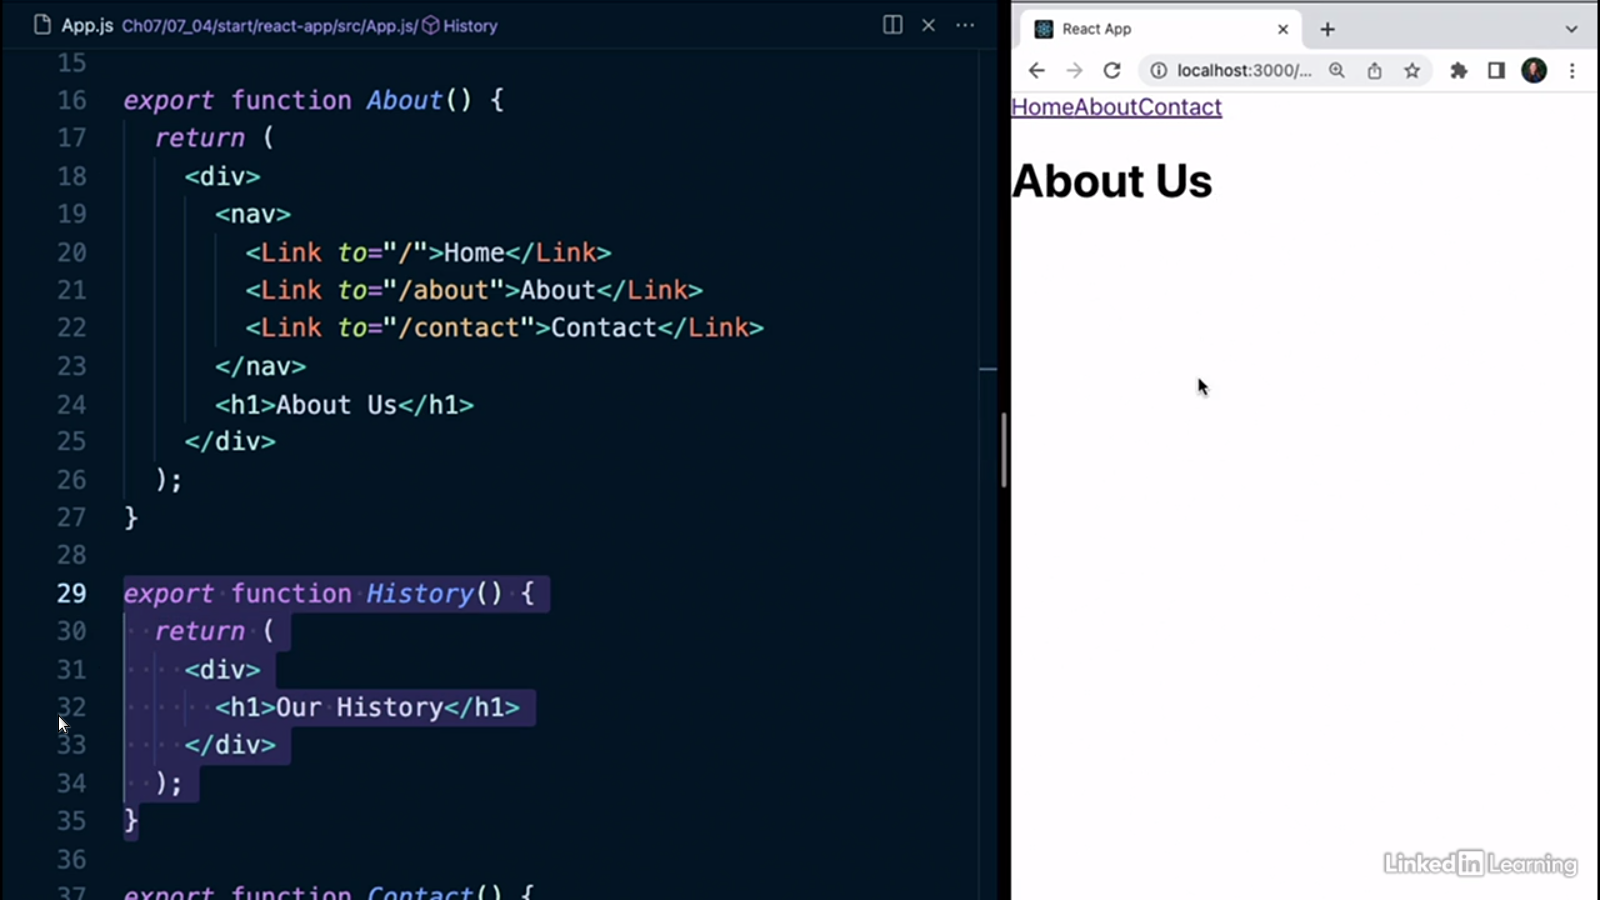 App.js Ch07/07_04/start/react-app/src/App.js/ History
15
16 export function About() {
17 return (
18 <div>
19 <nav>
20 <Link to="/">Home</Link>
21 <Link to="/about">About</Link>
22 <Link to="/contact">Contact</Link>
23 </nav>
24 <h1>About Us</h1>
25 </div>
26 );
27 }
28
29 export function History() {
30 return (
31 <div>
32 <h1>Our History</h1>
33 </div>
34 );
35 }
36
37 export function Contact() {
React App
localhost:3000/...
HomeAboutContact
About Us
LinkedIn Learning